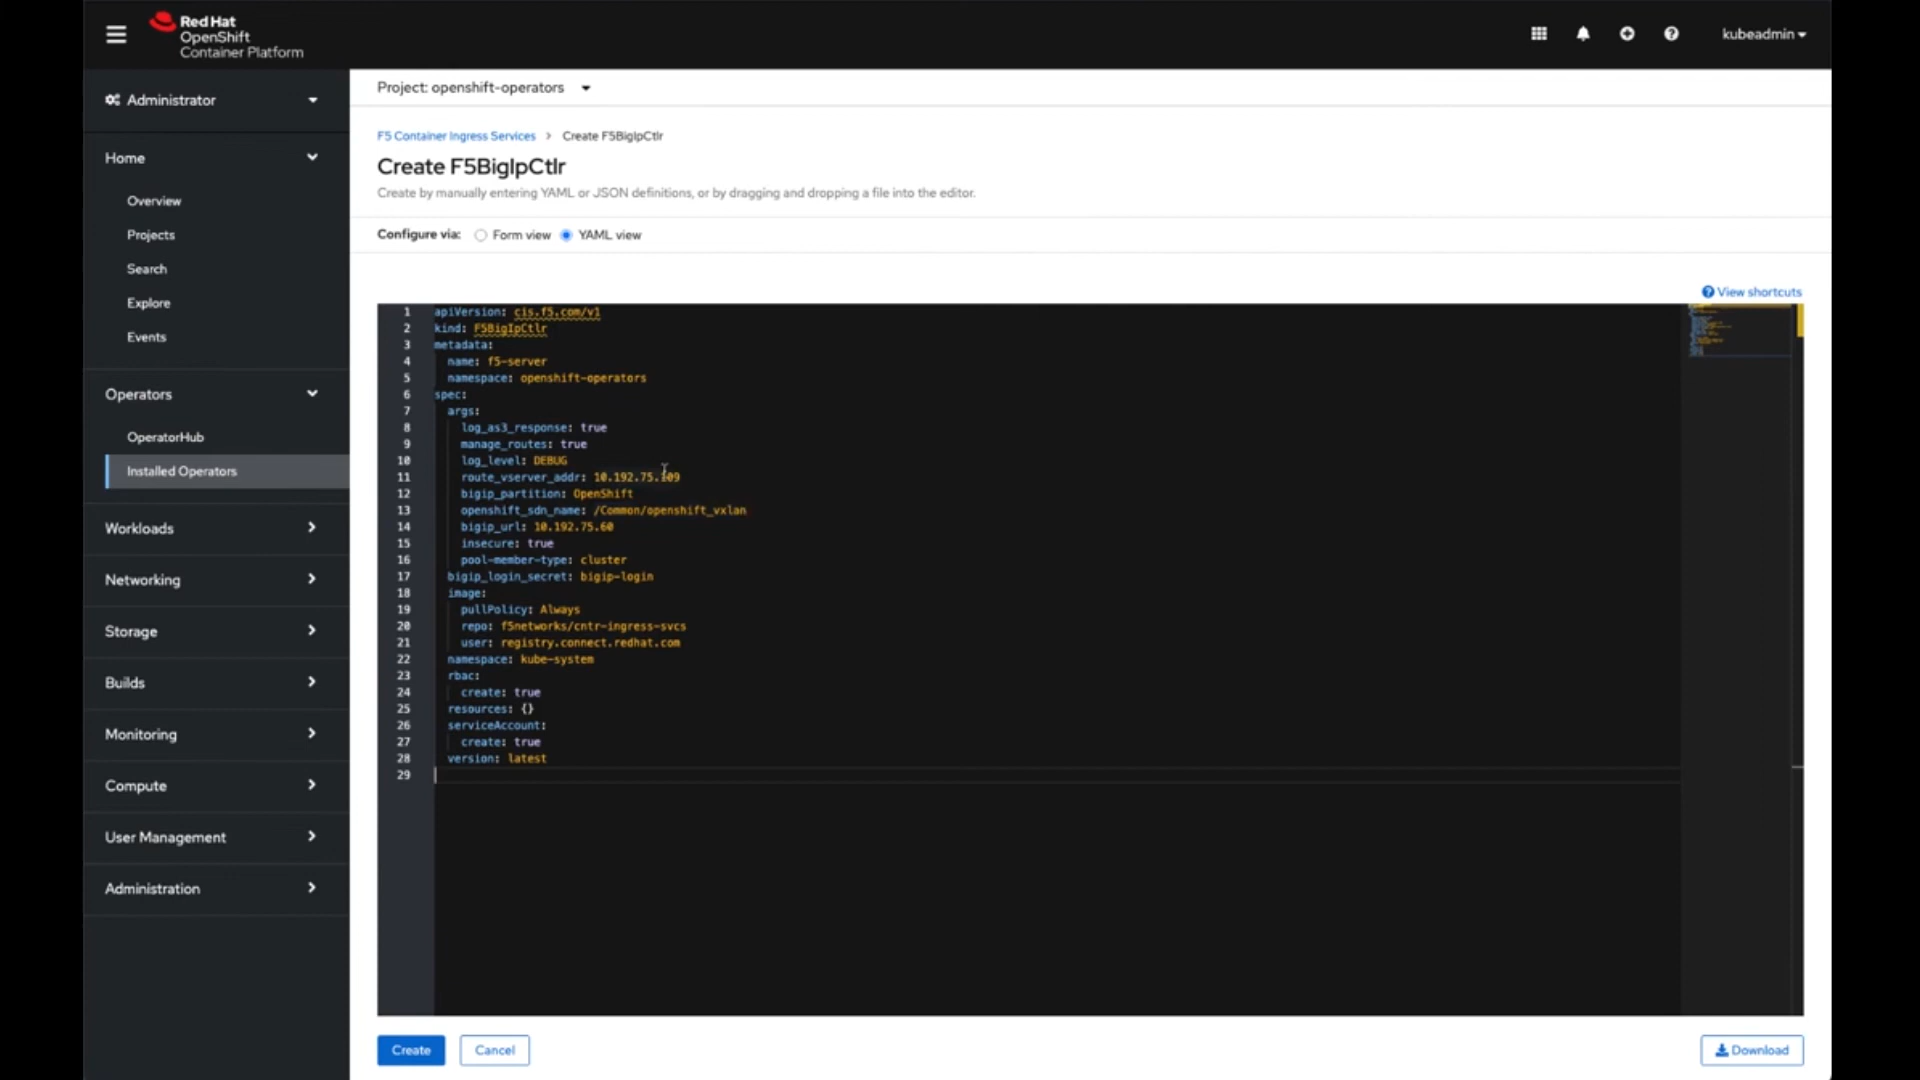 Red Hat
OpenShift
Container Platform
kubeadmin
Administrator
Home
Overview
Projects
Search
Explore
Events
Operators
OperatorHub
Installed Operators
Workloads
Networking
Storage
Builds
Monitoring
Compute
User Management
Administration
Project: openshift-operators
F5 Container Ingress Services > Create F5BigIpCtlr
Create F5BigIpCtlr
Create by manually entering YAML or JSON definitions, or by dragging and dropping a file into the editor.
Configure via: Form view YAML view
View shortcuts
1 apiVersion: cis.f5.com/v1
2 kind: F5BigIpCtlr
3 metadata:
4 name: f5-server
5 namespace: openshift-operators
6 spec:
7 args:
8 log_as3_response: true
9 manage_routes: true
10 log_level: DEBUG
11 route_vserver_addr:
12 bigip_partition: OpenShift
13 openshift_sdn_name: /Common/openshift_vxlan
14 bigip_url: 10.192.75.60
15 insecure: true
16 pool-member-type: cluster
17 bigip_login_secret: bigip-login
18 image:
19 pullPolicy: Always
20 repo: f5networks/cntr-ingress-svcs
21 user: registry.connect.redhat.com
22 namespace: kube-system
23 rbac:
24 create: true
25 resources: {}
26 serviceAccount:
27 create: true
28 version: latest
29
Create Cancel Download